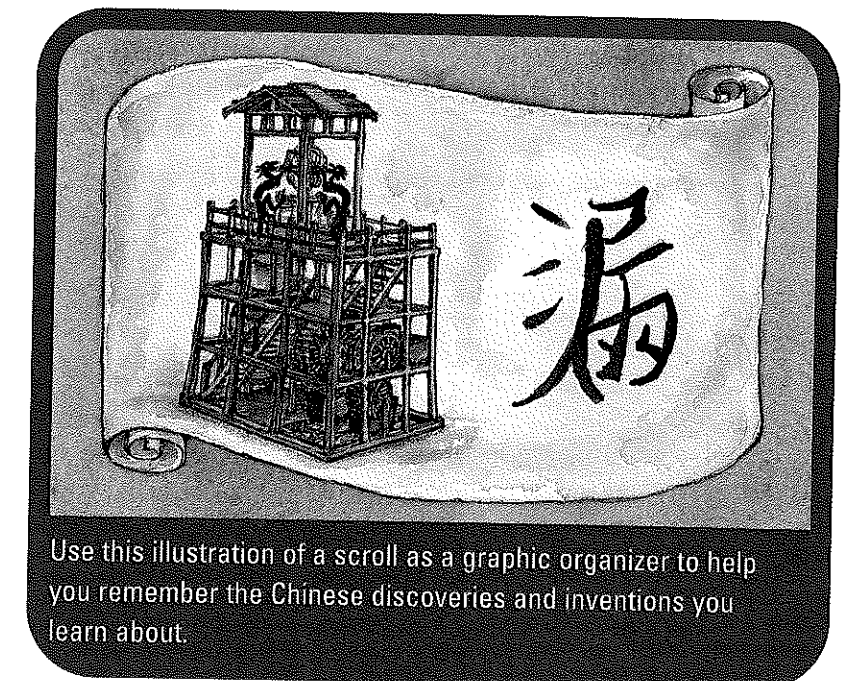 漏
Use this illustration of a scroll as a graphic organizer to help
you remember the Chinese discoveries and inventions you
learn about.